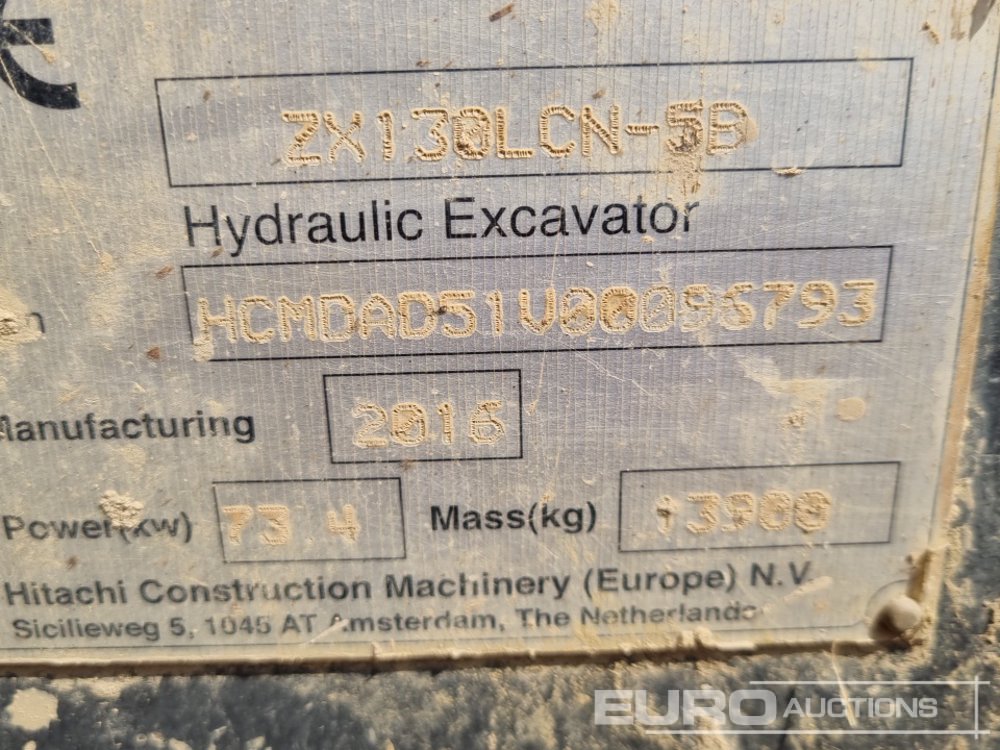 CE
ZX130LCN-5B
Hydraulic Excavator
HCMDAD51V00096793
Manufacturing 2016
Power(kw) 73.4 Mass(kg) 13900
Hitachi Construction Machinery (Europe) N.V.
Sicilieweg 5, 1045 AT Amsterdam, The Netherlands
EURO AUCTIONS